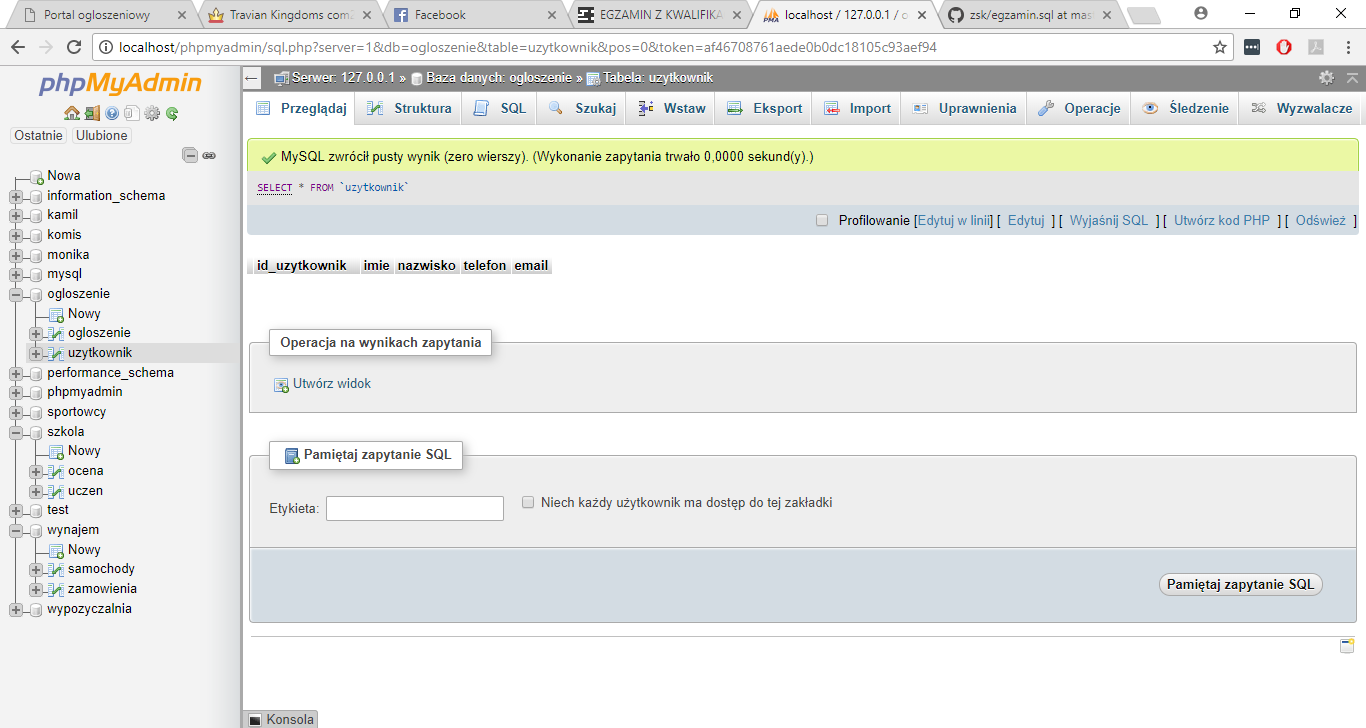 Portal ogloszeniowy
Travian Kingdoms com2
Facebook
EGZAMIN Z KWALIFIKA
localhost / 127.0.0.1 / o
zsk/egzamin.sql at mas
localhost/phpmyadmin/sql.php?server=1&db=ogloszenie&table=uzytkownik&pos=0&token=af46708761aede0b0dc18105c93aef94
phpMyAdmin
Ostatnie Ulubione
Nowa
information_schema
kamil
komis
monika
mysql
ogloszenie
Nowy
ogloszenie
uzytkownik
performance_schema
phpmyadmin
sportowcy
szkola
Nowy
ocena
uczen
test
wynajem
Nowy
samochody
zamowienia
wypozyczalnia
Serwer: 127.0.0.1 » Baza danych: ogloszenie » Tabela: uzytkownik
Przeglądaj Struktura SQL Szukaj Wstaw Eksport Import Uprawnienia Operacje Śledzenie Wyzwalacze
MySQL zwrócił pusty wynik (zero wierszy). (Wykonanie zapytania trwało 0,0000 sekund(y).)
SELECT * FROM `uzytkownik`
Profilowanie [Edytuj w linii] [ Edytuj ] [ Wyjaśnij SQL ] [ Utwórz kod PHP ] [ Odśwież ]
id_uzytkownik imie nazwisko telefon email
Operacja na wynikach zapytania
Utwórz widok
Pamiętaj zapytanie SQL
Etykieta:
Niech każdy użytkownik ma dostęp do tej zakładki
Pamiętaj zapytanie SQL
Konsola